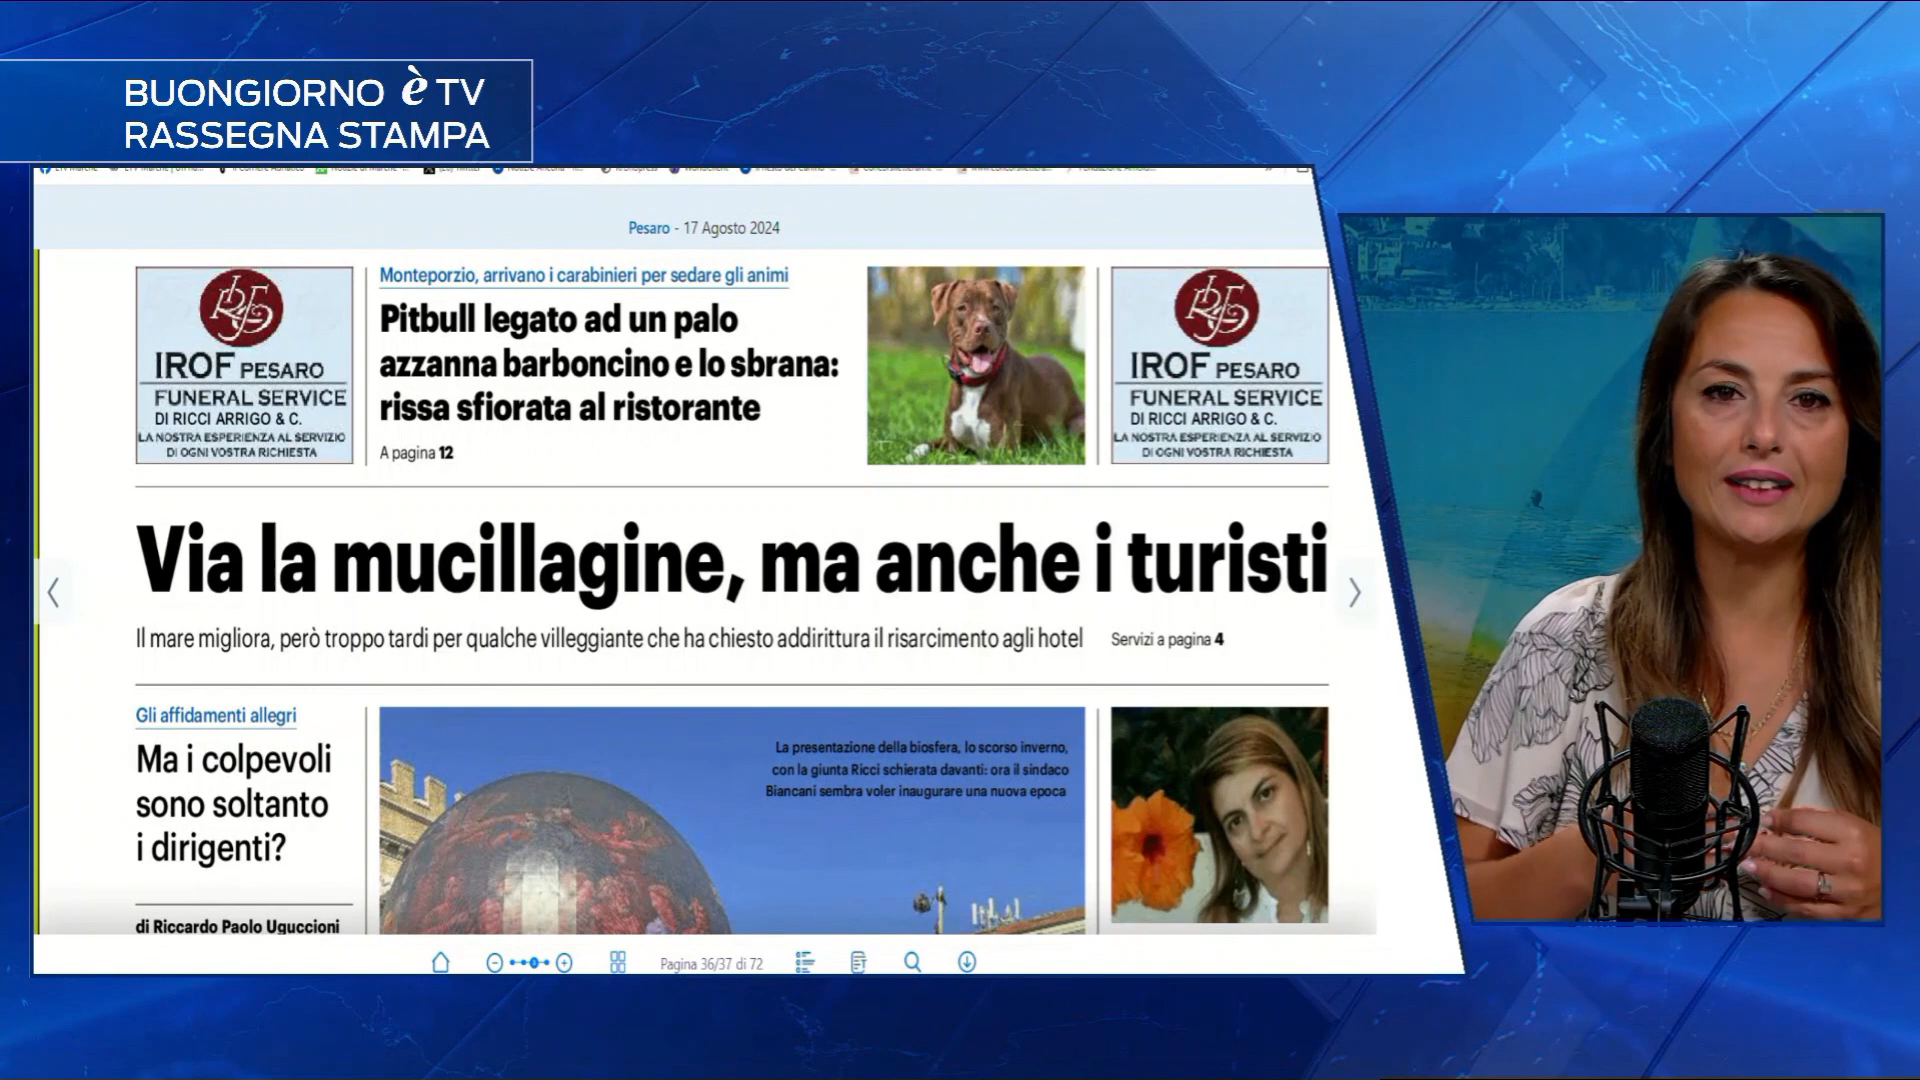 BUONGIORNO è TV
RASSEGNA STAMPA
Pesaro - 17 Agosto 2024
IROF PESARO
FUNERAL SERVICE
DI RICCI ARRIGO & C.
LA NOSTRA ESPERIENZA AL SERVIZIO
DI OGNI VOSTRA RICHIESTA
Monteporzio, arrivano i carabinieri per sedare gli animi
Pitbull legato ad un palo
azzanna barboncino e lo sbrana:
rissa sfiorata al ristorante
A pagina 12
IROF PESARO
FUNERAL SERVICE
DI RICCI ARRIGO & C.
LA NOSTRA ESPERIENZA AL SERVIZIO
DI OGNI VOSTRA RICHIESTA
Via la mucillagine, ma anche i turisti
Il mare migliora, però troppo tardi per qualche villeggiante che ha chiesto addirittura il risarcimento agli hotel
Servizi a pagina 4
Gli affidamenti allegri
Ma i colpevoli
sono soltanto
i dirigenti?
di Riccardo Paolo Uguccioni
La presentazione della biosfera, lo scorso inverno,
con la giunta Ricci schierata davanti: ora il sindaco
Biancani sembra voler inaugurare una nuova epoca
Pagina 36/37 di 72